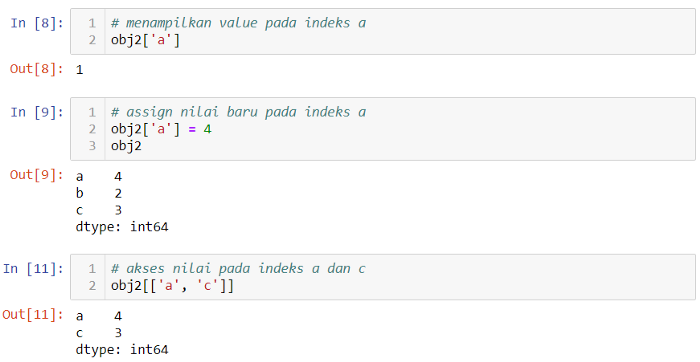 In [8]: 1 # menampilkan value pada indeks a
2 obj2['a']
Out[8]: 1
In [9]: 1 # assign nilai baru pada indeks a
2 obj2['a'] = 4
3 obj2
Out[9]: a 4
b 2
c 3
dtype: int64
In [11]: 1 # akses nilai pada indeks a dan c
2 obj2[['a', 'c']]
Out[11]: a 4
c 3
dtype: int64